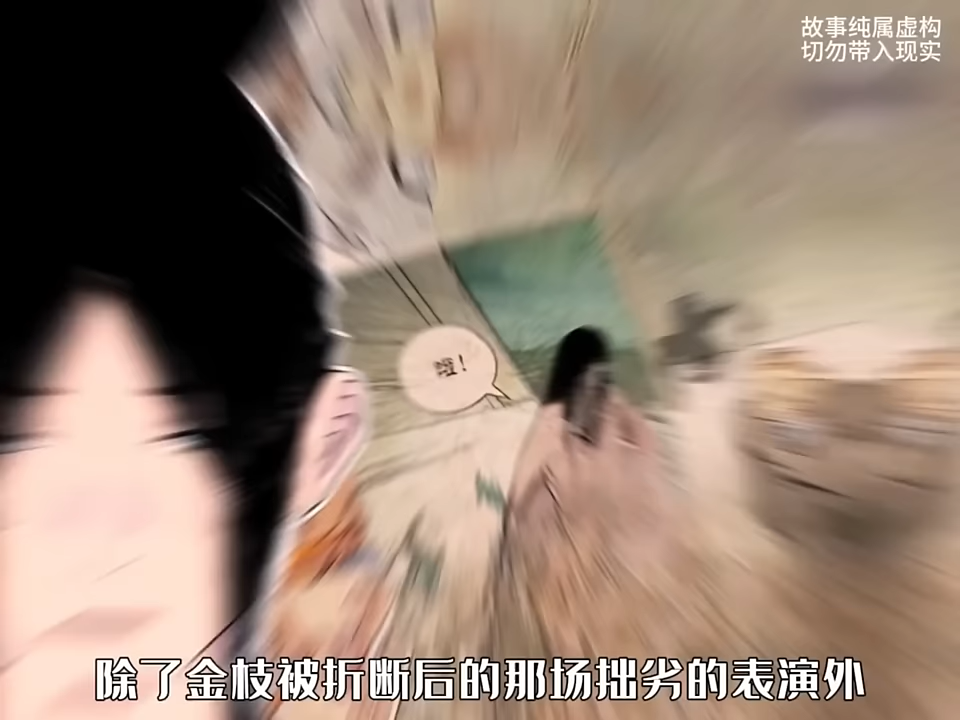 故事纯属虚构
切勿带入现实
除了金枝被折断后的那场拙劣的表演外